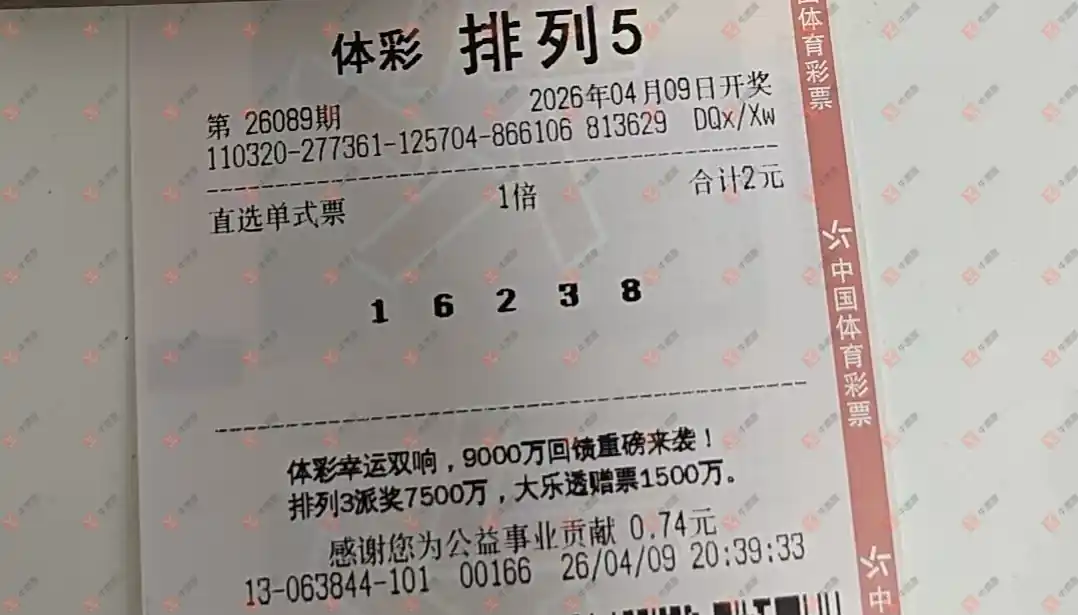 体彩 排列5
第 26089期 2026年04月09日开奖
110320-277361-125704-866106 813629 DQx/Xw
直选单式票 1倍 合计2元
1 6 2 3 8
体彩幸运双响，9000万回馈重磅来袭！
排列3派奖7500万，大乐透赠票1500万。
感谢您为公益事业贡献 0.74元
13-063844-101 00166 26/04/09 20:39:33
国体育彩票
中国体育彩票
中